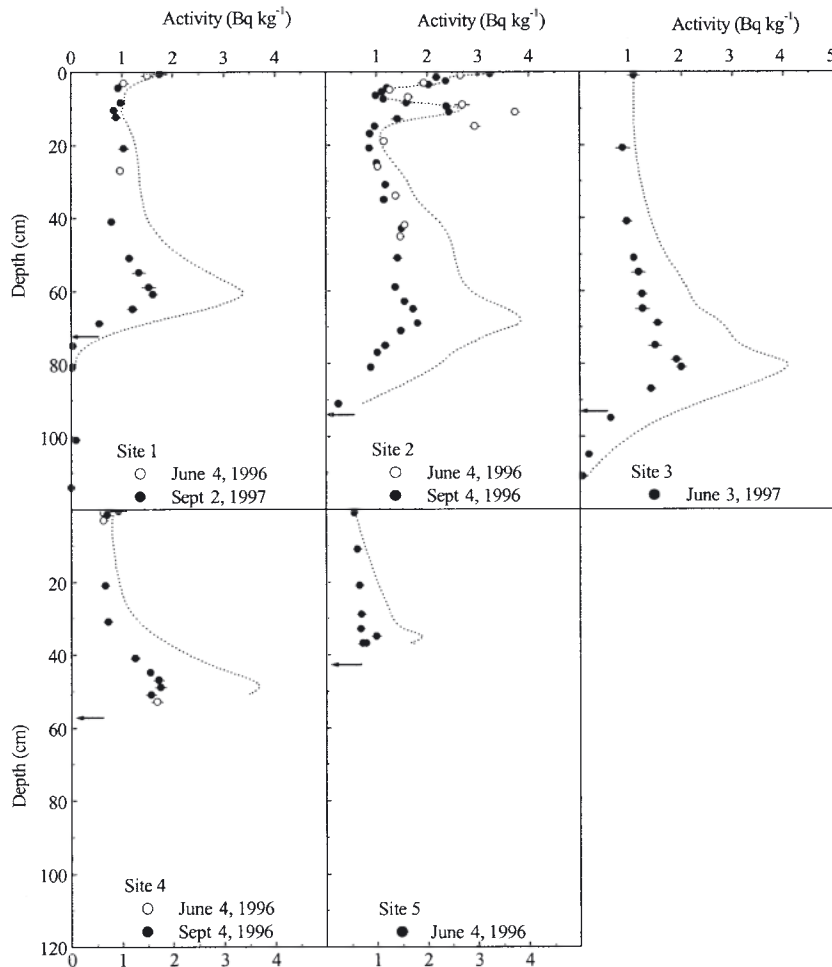 Activity (Bq kg⁻¹) Activity (Bq kg⁻¹) Activity (Bq kg⁻¹)
0 1 2 3 4 5 1 2 3 4 5 1 2 3 4 5
0
20
40
60
80
100
Depth (cm)
Site 1
June 4, 1996
Sept 2, 1997
Site 2
June 4, 1996
Sept 4, 1996
Site 3
June 3, 1997
20
40
60
80
100
120
Depth (cm)
Site 4
June 4, 1996
Sept 4, 1996
Site 5
June 4, 1996
0 1 2 3 4 0 1 2 3 4 5